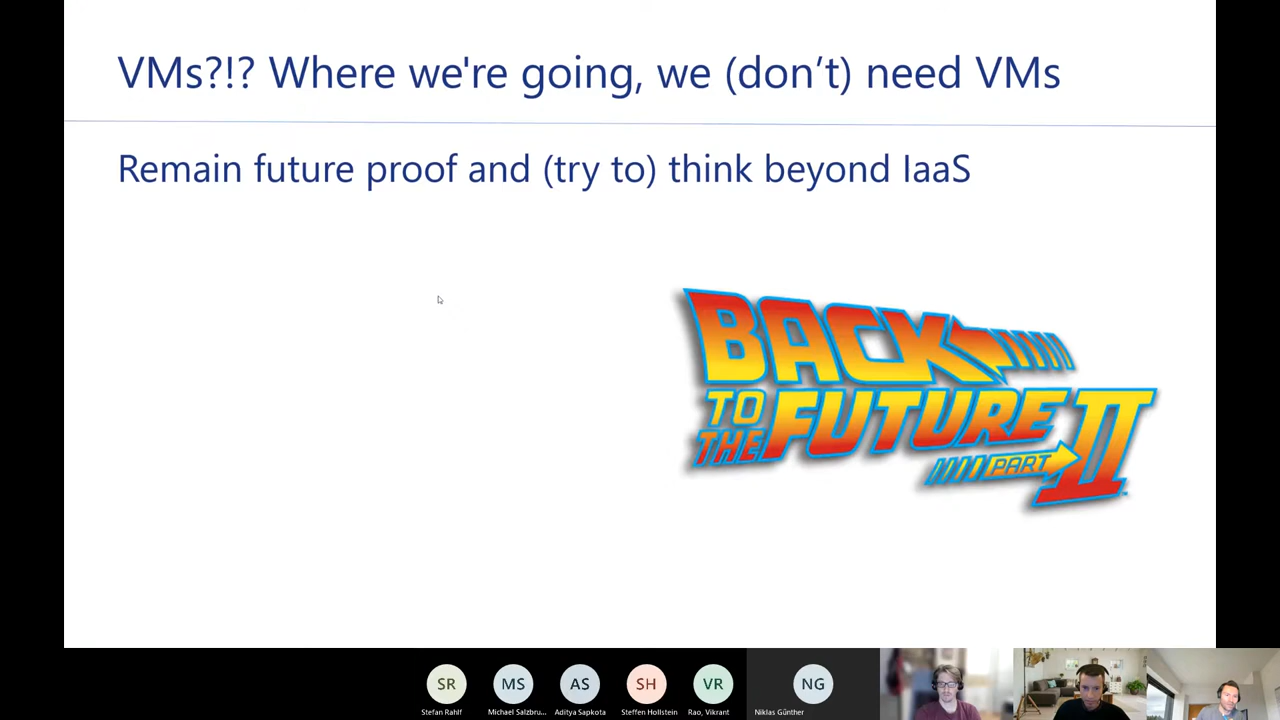 VMs?!? Where we're going, we (don’t) need VMs
Remain future proof and (try to) think beyond IaaS
BACK
TO
THE FUTURE
PART II
SR
MS
AS
SH
VR
NG
Stefan Rahlf
Michael Salzbru...
Aditya Sapkota
Steffen Hollstein
Rao, Vikrant
Niklas Günther